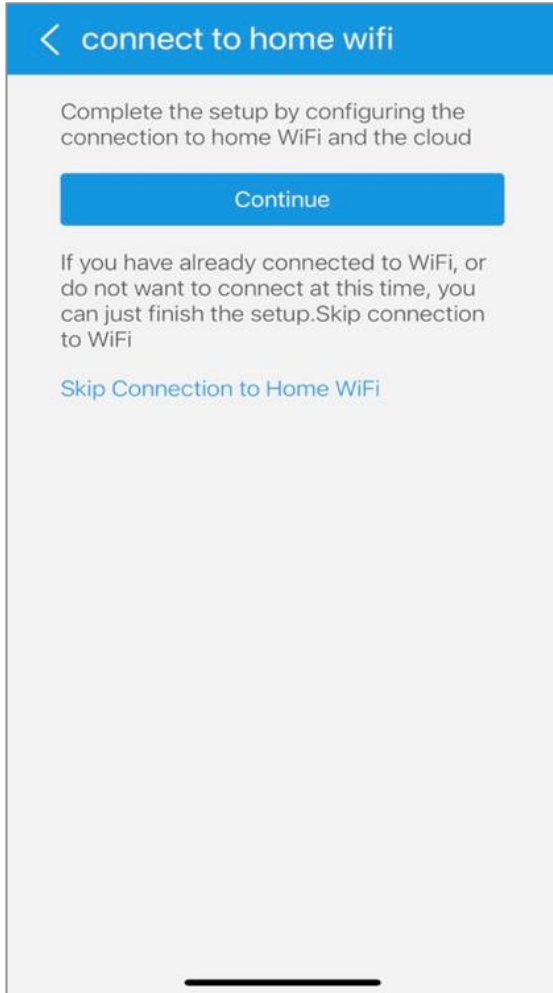 connect to home wifi
Complete the setup by configuring the
connection to home WiFi and the cloud
Continue
If you have already connected to WiFi, or
do not want to connect at this time, you
can just finish the setup.Skip connection
to WiFi
Skip Connection to Home WiFi